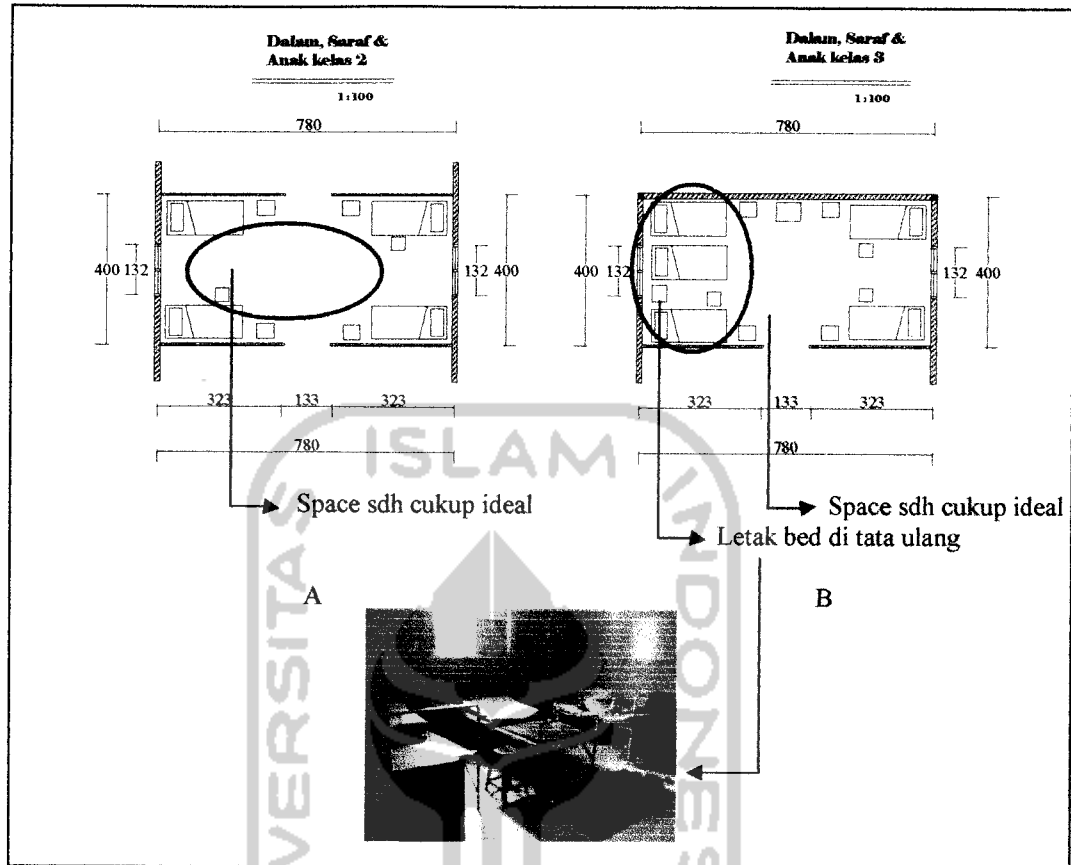 Dalam, Saraf &
Anak kelas 2
1:100
780
400
132
132
400
323
133
323
780
Space sdh cukup ideal
A
Dalam, Saraf &
Anak kelas 3
1:100
780
400
132
132
400
323
133
323
780
Space sdh cukup ideal
Letak bed di tata ulang
B
ISLAM
UNIVERSITAS
INDONESIA